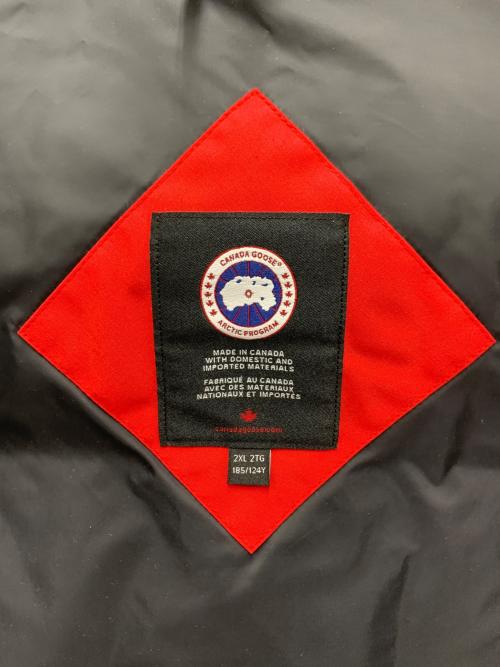 CANADA GOOSE®
ARCTIC PROGRAM
MADE IN CANADA
WITH DOMESTIC AND
IMPORTED MATERIALS
FABRIQUÉ AU CANADA
AVEC DES MATERIAUX
NATIONAUX ET IMPORTÉS
canadagoose.com
2XL 2TG
185/124Y